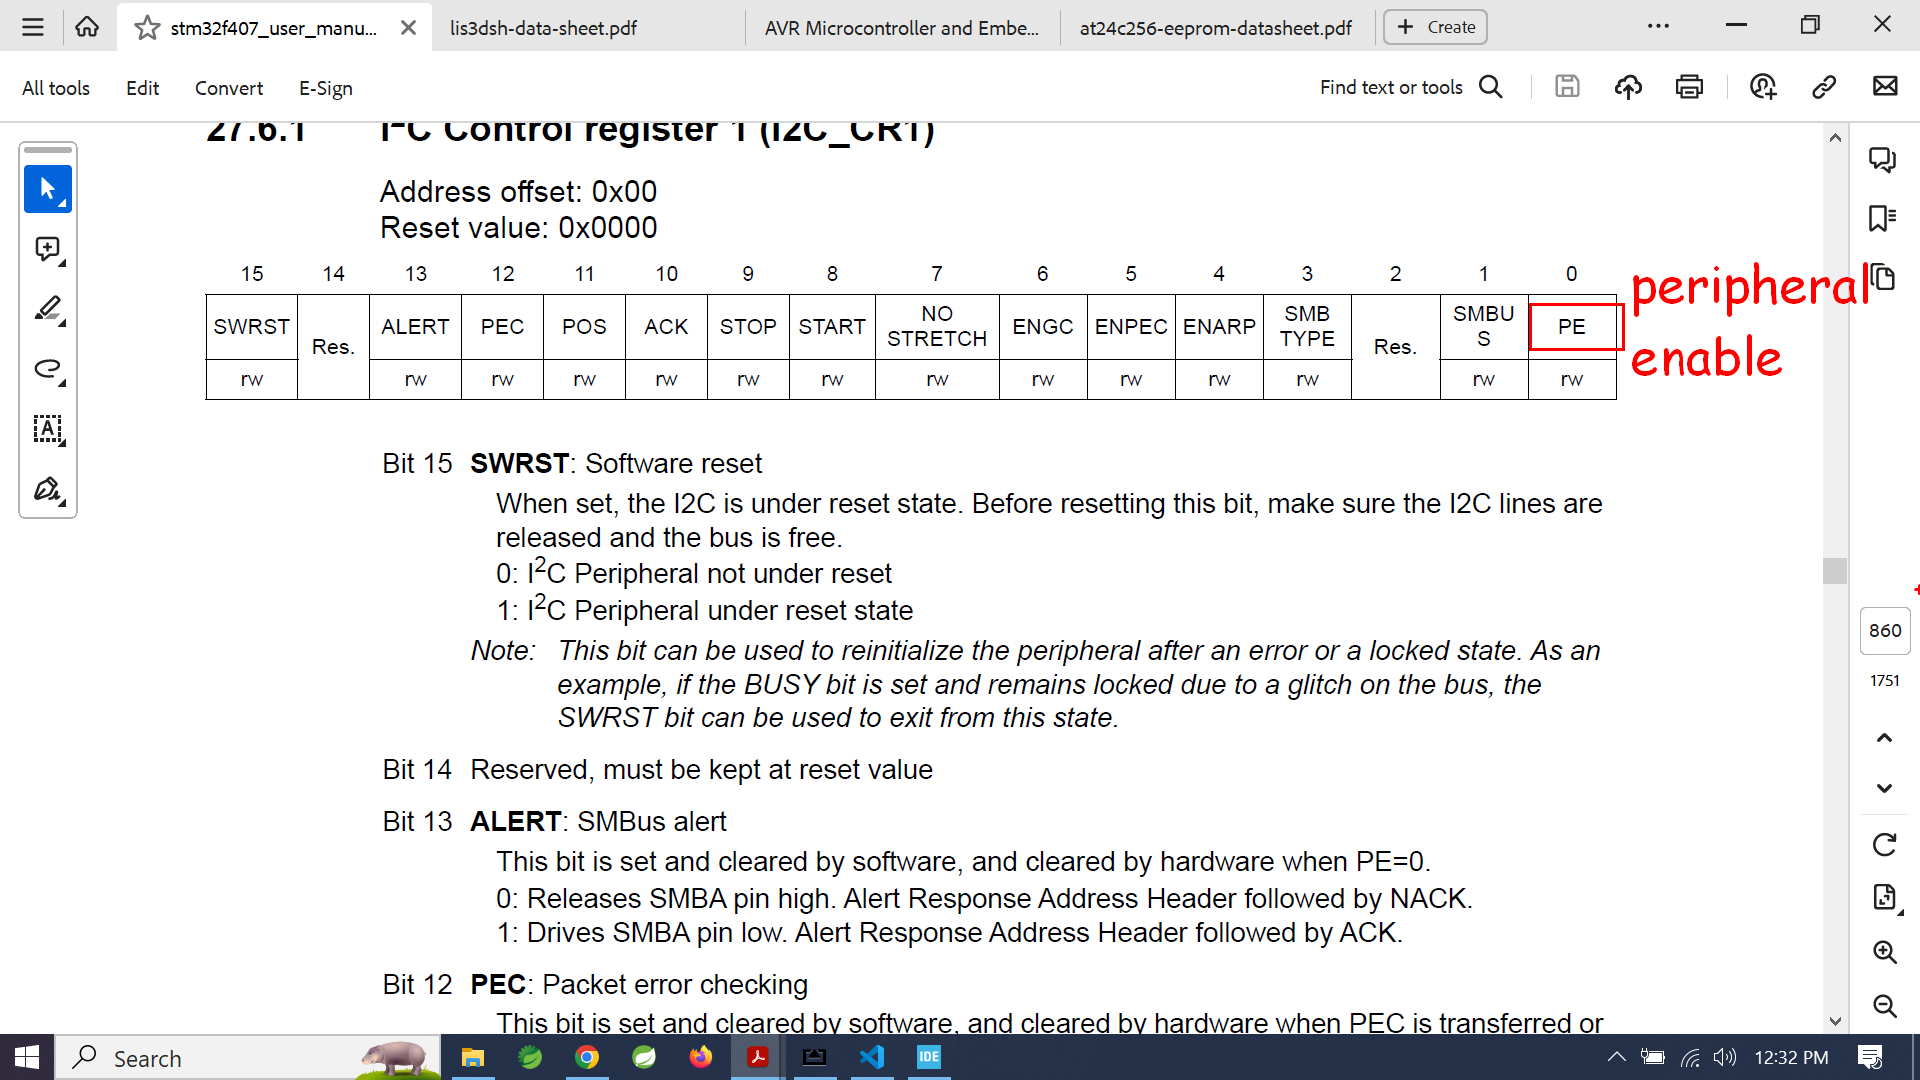 stm32f407_user_manu...
lis3dsh-data-sheet.pdf
AVR Microcontroller and Embe...
at24c256-eeprom-datasheet.pdf
Create
All tools
Edit
Convert
E-Sign
Find text or tools
27.6.1 I²C Control register 1 (I2C_CR1)
Address offset: 0x00
Reset value: 0x0000
15 14 13 12 11 10 9 8 7 6 5 4 3 2 1 0
SWRST Res. ALERT PEC POS ACK STOP START NO STRETCH ENGC ENPEC ENARP SMB TYPE Res. SMBU S PE
rw rw rw rw rw rw rw rw rw rw rw rw rw rw
peripheral
enable
Bit 15 SWRST: Software reset
When set, the I2C is under reset state. Before resetting this bit, make sure the I2C lines are
released and the bus is free.
0: I²C Peripheral not under reset
1: I²C Peripheral under reset state
Note: This bit can be used to reinitialize the peripheral after an error or a locked state. As an
example, if the BUSY bit is set and remains locked due to a glitch on the bus, the
SWRST bit can be used to exit from this state.
Bit 14 Reserved, must be kept at reset value
Bit 13 ALERT: SMBus alert
This bit is set and cleared by software, and cleared by hardware when PE=0.
0: Releases SMBA pin high. Alert Response Address Header followed by NACK.
1: Drives SMBA pin low. Alert Response Address Header followed by ACK.
Bit 12 PEC: Packet error checking
This bit is set and cleared by software, and cleared by hardware when PEC is transferred or
860
1751
Search
IDE
12:32 PM